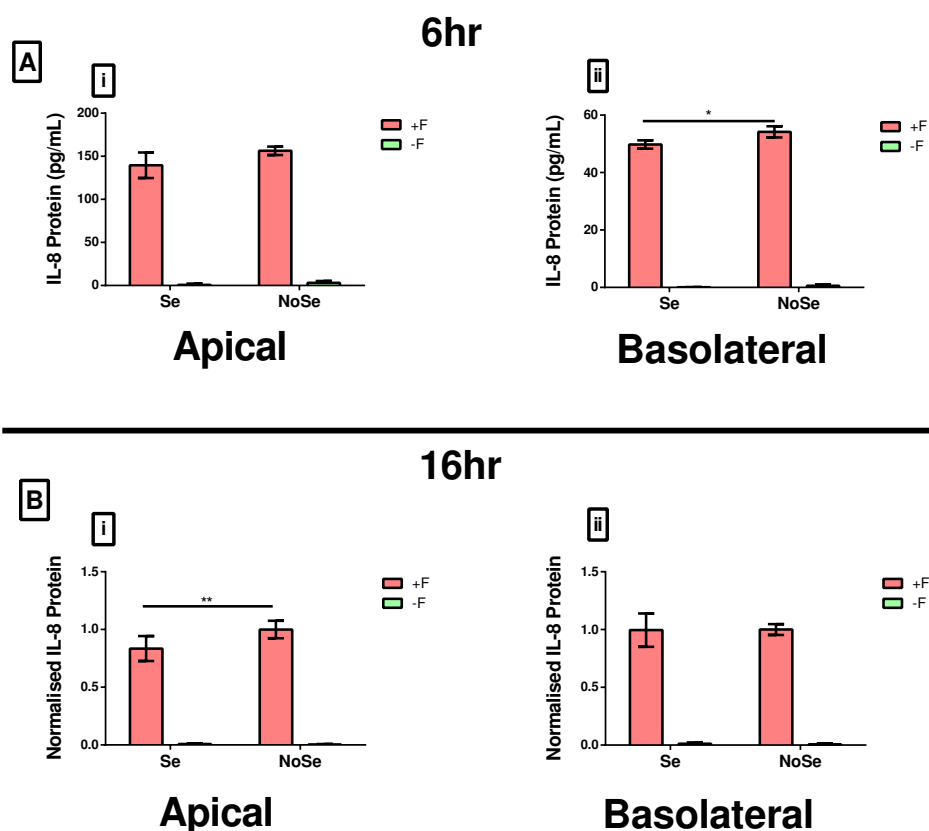 6hr
A
i
IL-8 Protein (pg/mL)
200
150
100
50
0
Se NoSe
+F
-F
Apical
ii
IL-8 Protein (pg/mL)
60
40
20
0
*
Se NoSe
+F
-F
Basolateral
16hr
B
i
Normalised IL-8 Protein
1.5
1.0
0.5
0.0
**
Se NoSe
+F
-F
Apical
ii
Normalised IL-8 Protein
1.5
1.0
0.5
0.0
Se NoSe
+F
-F
Basolateral